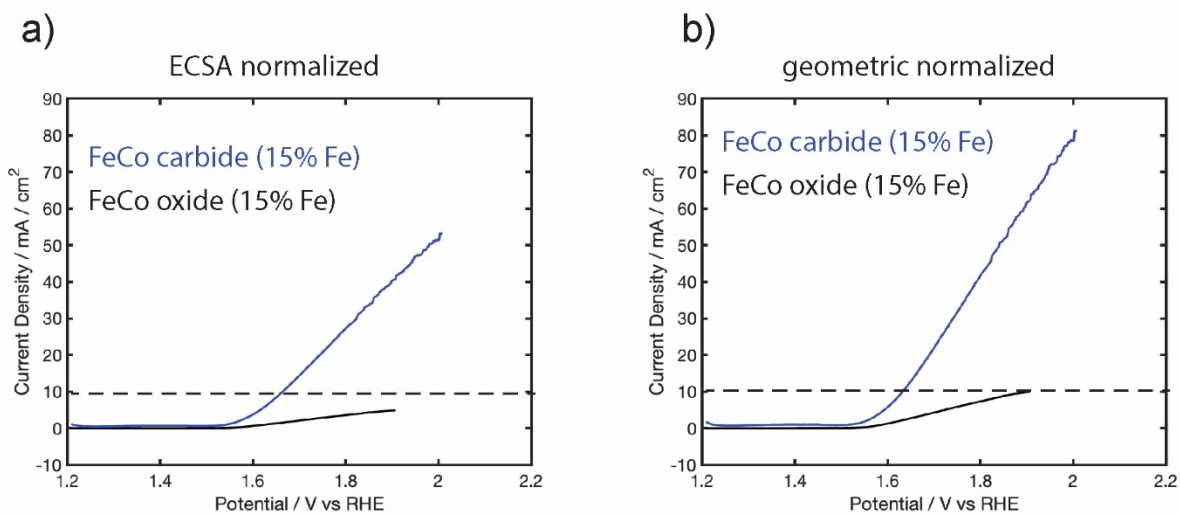 a)
ECSA normalized
90
80
70
60
50
40
30
20
10
0
-10
1.2
1.4
1.6
1.8
2
2.2
Current Density / mA / cm²
Potential / V vs RHE
FeCo carbide (15% Fe)
FeCo oxide (15% Fe)
b)
geometric normalized
90
80
70
60
50
40
30
20
10
0
-10
1.2
1.4
1.6
1.8
2
2.2
Current Density / mA / cm²
Potential / V vs RHE
FeCo carbide (15% Fe)
FeCo oxide (15% Fe)